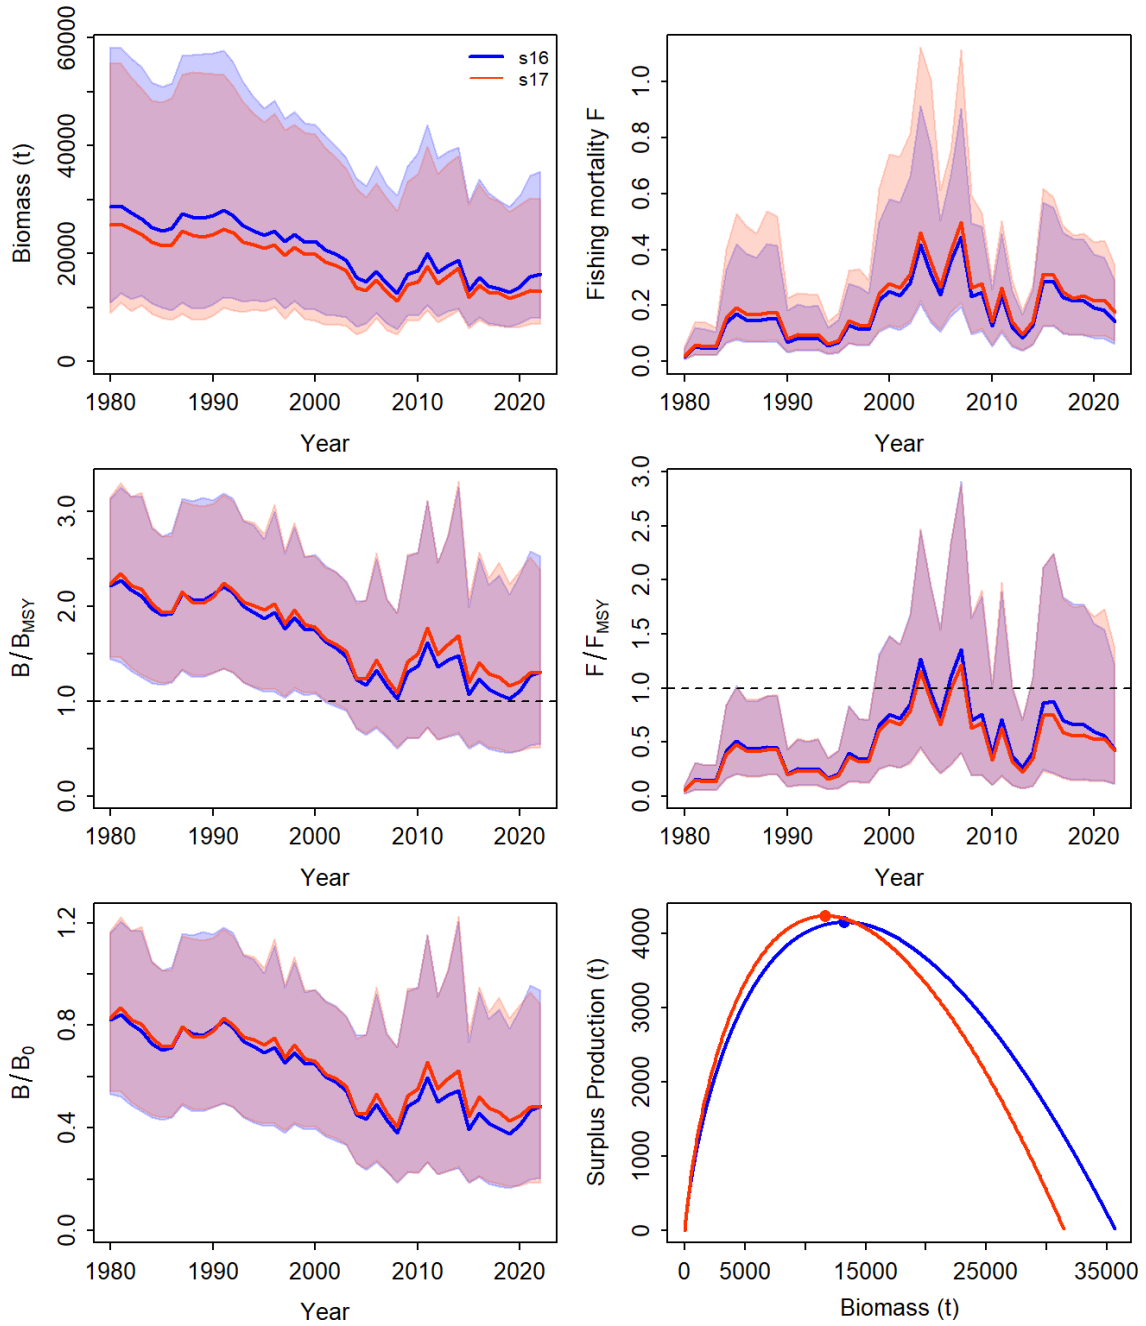 Biomass (t)
60000
40000
20000
0
s16
s17
1980 1990 2000 2010 2020
Year
Fishing mortality F
1.0
0.8
0.6
0.4
0.2
0.0
1980 1990 2000 2010 2020
Year
B/BMSY
3.0
2.0
1.0
0.0
1980 1990 2000 2010 2020
Year
F/FMSY
3.0
2.5
2.0
1.5
1.0
0.5
0.0
1980 1990 2000 2010 2020
Year
B/B0
1.2
0.8
0.4
0.0
1980 1990 2000 2010 2020
Year
Surplus Production (t)
4000
3000
2000
1000
0
0 5000 15000 25000 35000
Biomass (t)